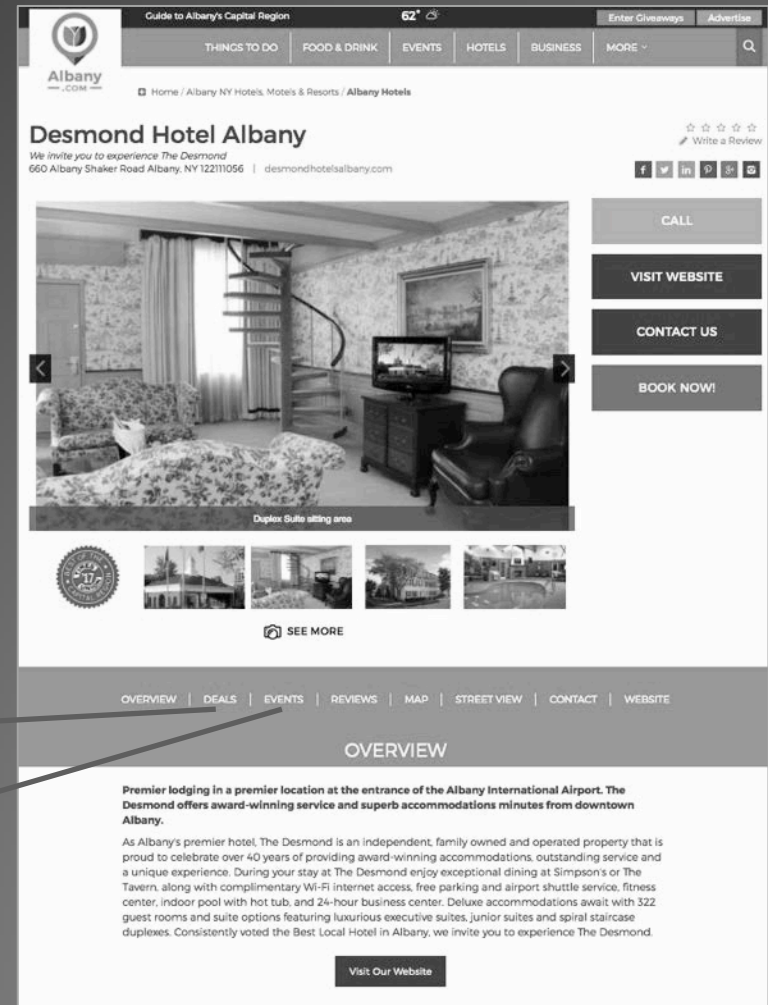 Guide to Albany's Capital Region
62°
Enter Giveaways
Advertise
Albany
.COM
THINGS TO DO
FOOD & DRINK
EVENTS
HOTELS
BUSINESS
MORE
Home / Albany NY Hotels, Motels & Resorts / Albany Hotels
Desmond Hotel Albany
We invite you to experience The Desmond
660 Albany Shaker Road Albany, NY 122111056 | desmondhotelsalbany.com
Write a Review
CALL
VISIT WEBSITE
CONTACT US
BOOK NOW!
Duplex Suite sitting area
'17
SEE MORE
OVERVIEW | DEALS | EVENTS | REVIEWS | MAP | STREET VIEW | CONTACT | WEBSITE
OVERVIEW
Premier lodging in a premier location at the entrance of the Albany International Airport. The
Desmond offers award-winning service and superb accommodations minutes from downtown
Albany.
As Albany's premier hotel, The Desmond is an independent, family owned and operated property that is
proud to celebrate over 40 years of providing award-winning accommodations, outstanding service and
a unique experience. During your stay at The Desmond enjoy exceptional dining at Simpson's or The
Tavern, along with complimentary Wi-Fi internet access, free parking and airport shuttle service, fitness
center, indoor pool with hot tub, and 24-hour business center. Deluxe accommodations await with 322
guest rooms and suite options featuring luxurious executive suites, junior suites and spiral staircase
duplexes. Consistently voted the Best Local Hotel in Albany, we invite you to experience The Desmond.
Visit Our Website